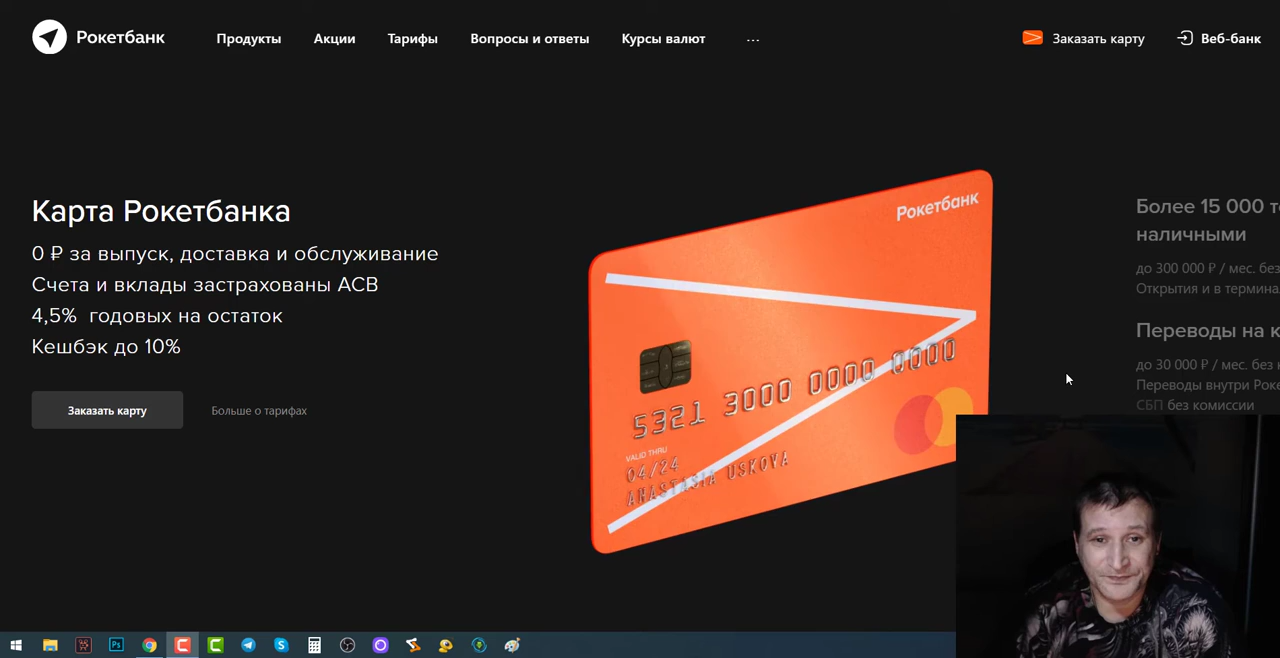 Рокетбанк
Продукты
Акции
Тарифы
Вопросы и ответы
Курсы валют
...
Заказать карту
Веб-банк
Карта Рокетбанка
0 ₽ за выпуск, доставка и обслуживание
Счета и вклады застрахованы АСВ
4,5% годовых на остаток
Кешбэк до 10%
Заказать карту
Больше о тарифах
Рокетбанк
5321 3000 0000 0000
VALID THRU
04/24
ANASTASIA USKOVA
Более 15 000 т
наличными
до 300 000 ₽ / мес. без
Открытия и в термина
Переводы на к
до 30 000 ₽ / мес. без
Переводы внутри Роке
СБП без комиссии
Ps